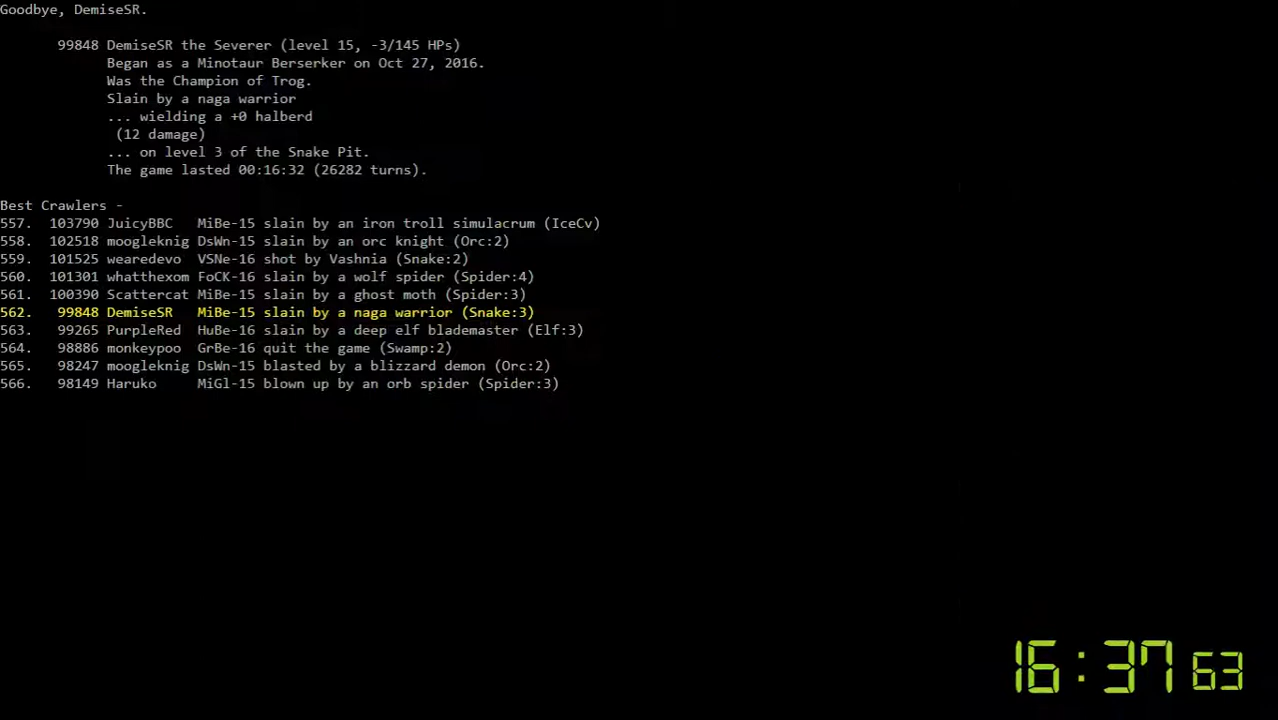 Goodbye, DemiseSR.
99848 DemiseSR the Severer (level 15, -3/145 HPs)
Began as a Minotaur Berserker on Oct 27, 2016.
Was the Champion of Trog.
Slain by a naga warrior
... wielding a +0 halberd
(12 damage)
... on level 3 of the Snake Pit.
The game lasted 00:16:32 (26282 turns).
Best Crawlers -
557. 103790 JuicyBBC MiBe-15 slain by an iron troll simulacrum (IceCv)
558. 102518 moogleknig DsWn-15 slain by an orc knight (Orc:2)
559. 101525 wearedevo VSNe-16 shot by Vashnia (Snake:2)
560. 101301 whatthexom FoCK-16 slain by a wolf spider (Spider:4)
561. 100390 Scattercat MiBe-15 slain by a ghost moth (Spider:3)
562. 99848 DemiseSR MiBe-15 slain by a naga warrior (Snake:3)
563. 99265 PurpleRed HuBe-16 slain by a deep elf blademaster (Elf:3)
564. 98886 monkeypoo GrBe-16 quit the game (Swamp:2)
565. 98247 moogleknig DsWn-15 blasted by a blizzard demon (Orc:2)
566. 98149 Haruko MiGl-15 blown up by an orb spider (Spider:3)
16:37 63